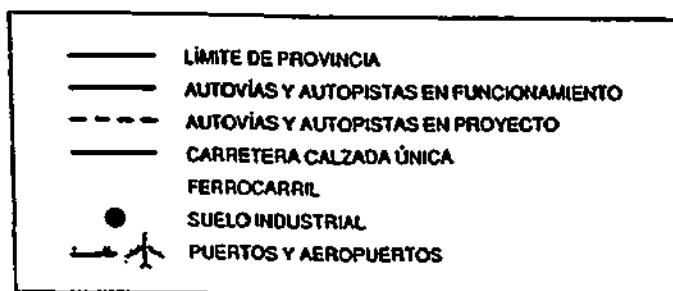 LÍMITE DE PROVINCIA
AUTOVÍAS Y AUTOPISTAS EN FUNCIONAMIENTO
AUTOVÍAS Y AUTOPISTAS EN PROYECTO
CARRETERA CALZADA ÚNICA
FERROCARRIL
SUELO INDUSTRIAL
PUERTOS Y AEROPUERTOS